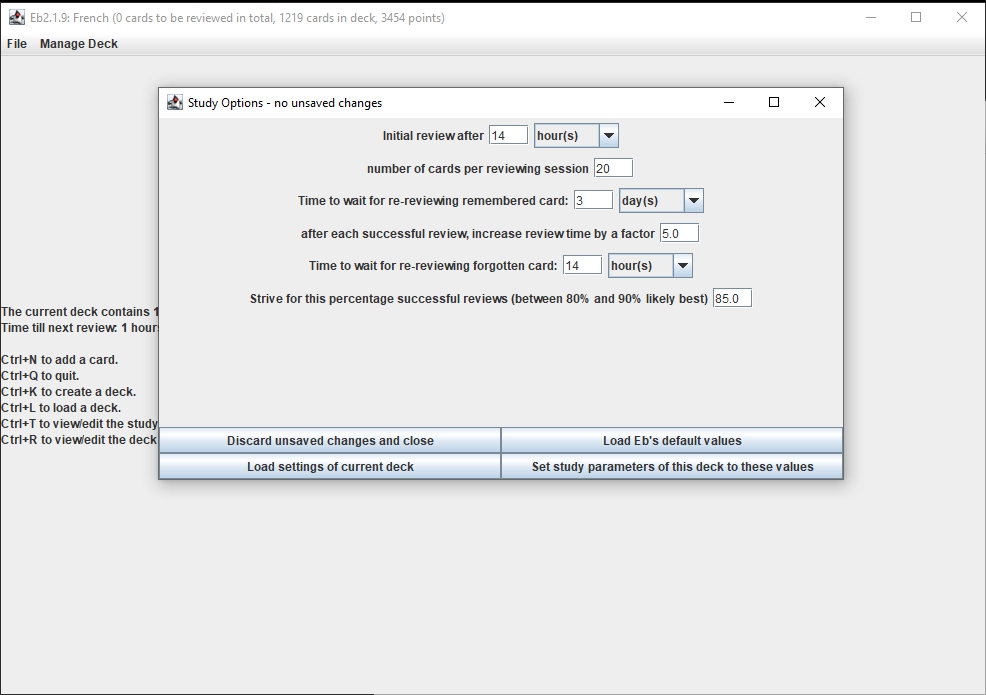 Eb2.1.9: French (0 cards to be reviewed in total, 1219 cards in deck, 3454 points)
File Manage Deck
Study Options - no unsaved changes
Initial review after 14 hour(s)
number of cards per reviewing session 20
Time to wait for re-reviewing remembered card: 3 day(s)
after each successful review, increase review time by a factor 5.0
Time to wait for re-reviewing forgotten card: 14 hour(s)
Strive for this percentage successful reviews (between 80% and 90% likely best) 85.0
Discard unsaved changes and close Load Eb's default values
Load settings of current deck Set study parameters of this deck to these values
The current deck contains 1
Time till next review: 1 hour
Ctrl+N to add a card.
Ctrl+Q to quit.
Ctrl+K to create a deck.
Ctrl+L to load a deck.
Ctrl+T to view/edit the study
Ctrl+R to view/edit the deck